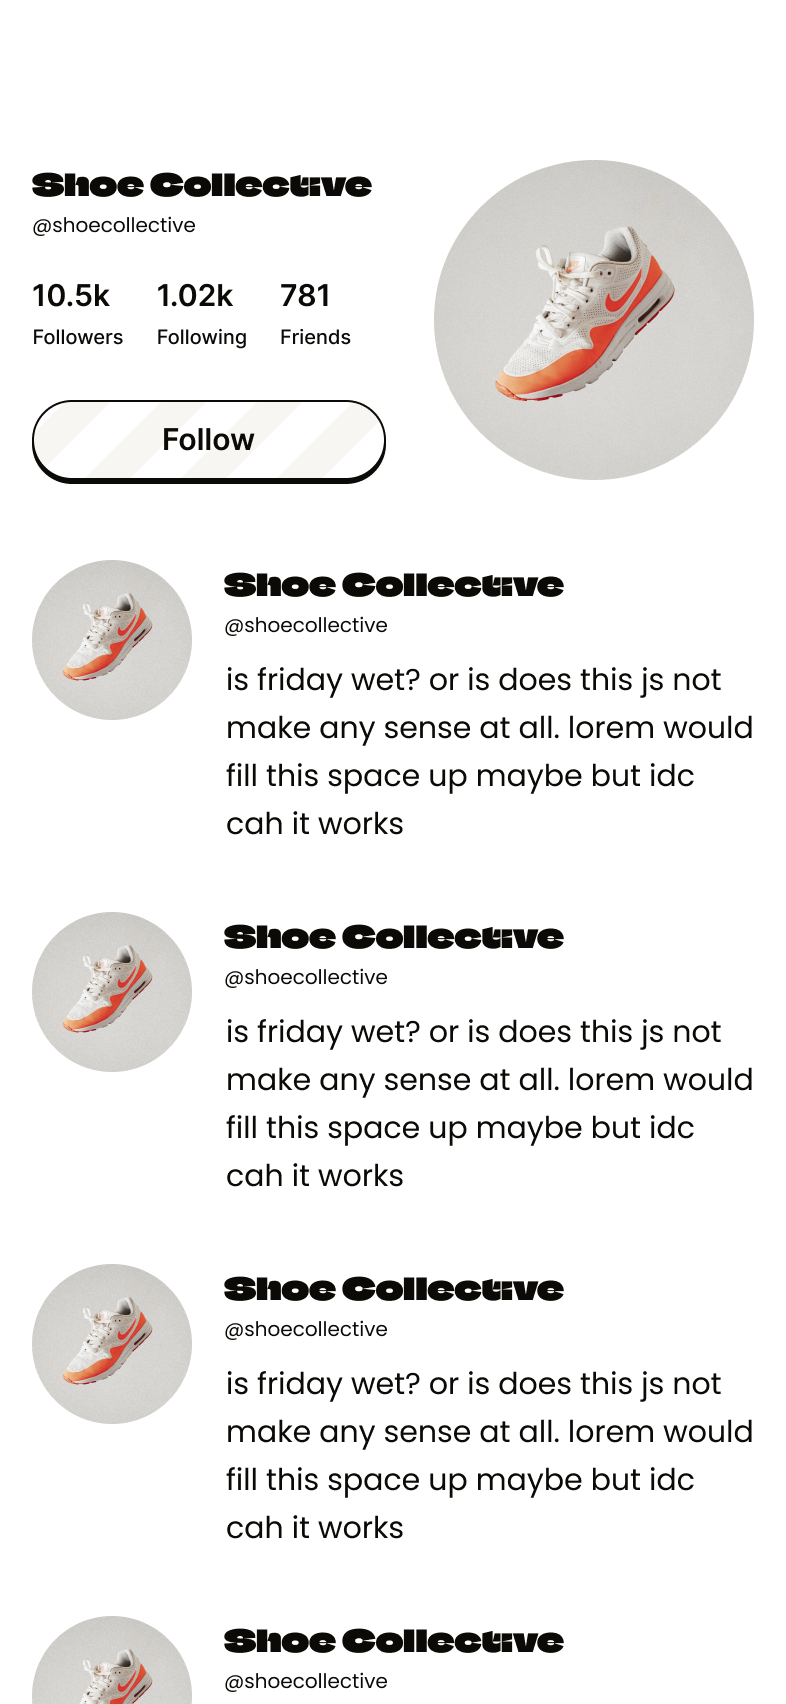 Shoe Collective
@shoecollective
10.5k 1.02k 781
Followers Following Friends
Follow
Shoe Collective
@shoecollective
is friday wet? or is does this js not
make any sense at all. lorem would
fill this space up maybe but idc
cah it works
Shoe Collective
@shoecollective
is friday wet? or is does this js not
make any sense at all. lorem would
fill this space up maybe but idc
cah it works
Shoe Collective
@shoecollective
is friday wet? or is does this js not
make any sense at all. lorem would
fill this space up maybe but idc
cah it works
Shoe Collective
@shoecollective